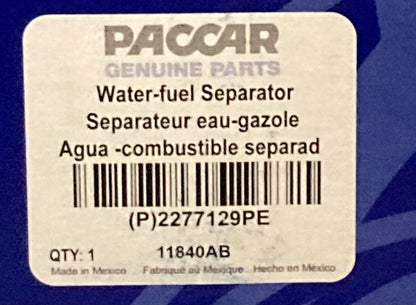 PACCAR
GENUINE PARTS
Water-fuel Separator
Separateur eau-gazole
Agua -combustible separad
(P)2277129PE
QTY: 1 11840AB
Made in Mexico Fabriqué au Mexique Hecho en México